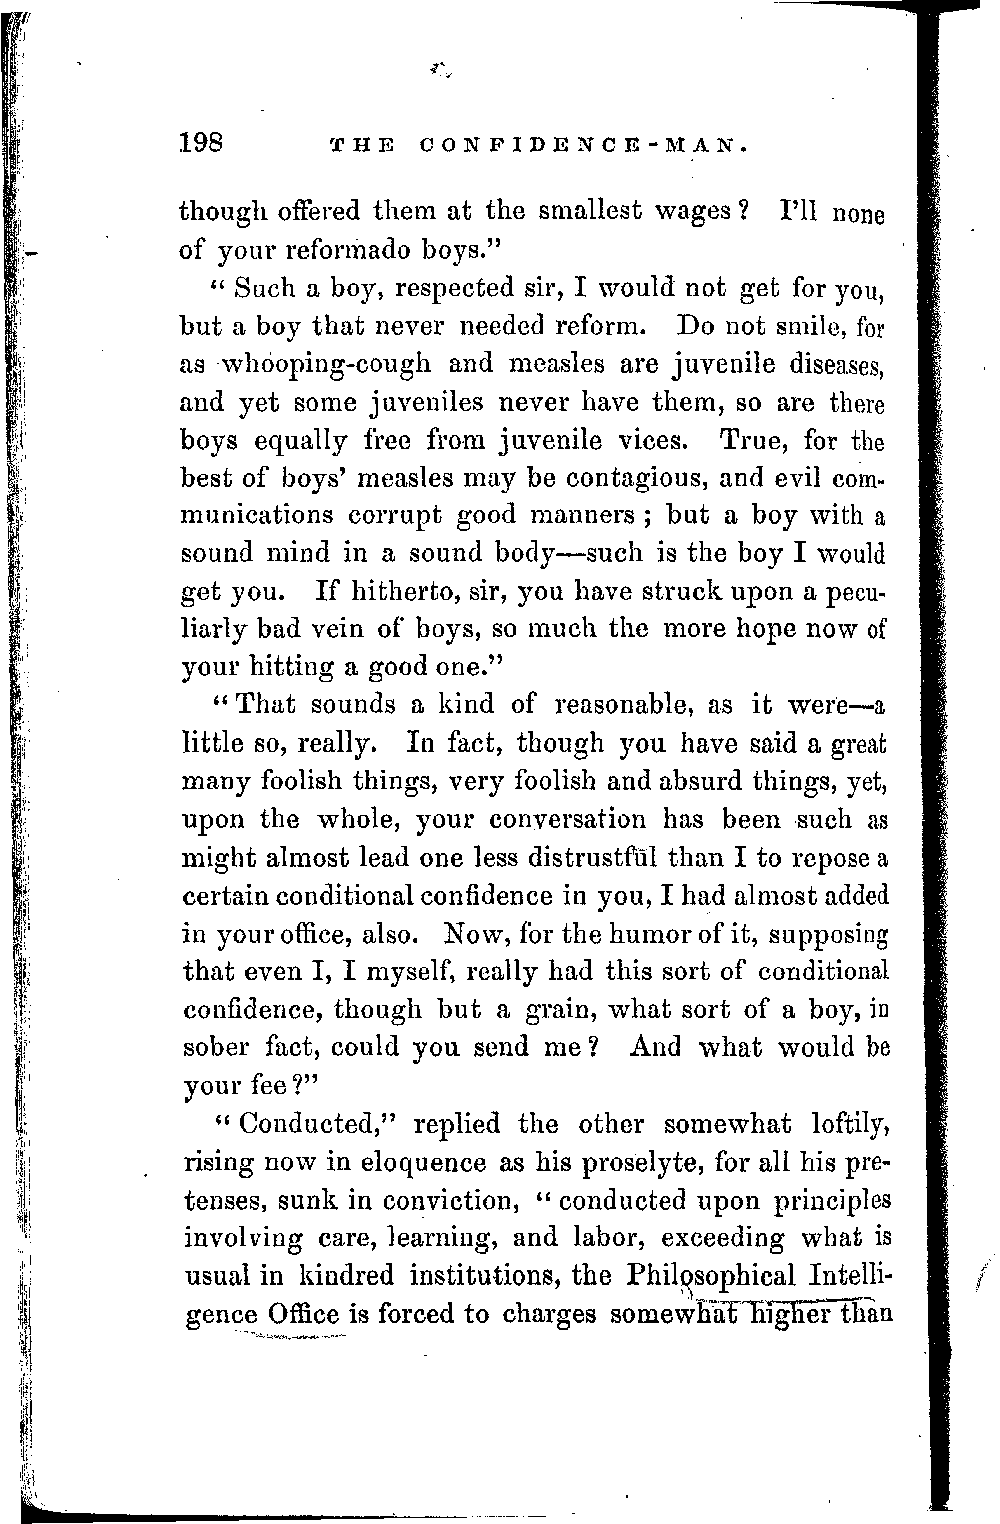 198 THE CONFIDENCE-MAN.
though offered them at the smallest wages? I'll none
of your reformado boys."
"Such a boy, respected sir, I would not get for you,
but a boy that never needed reform. Do not smile, for
as whooping-cough and measles are juvenile diseases,
and yet some juveniles never have them, so are there
boys equally free from juvenile vices. True, for the
best of boys' measles may be contagious, and evil com-
munications corrupt good manners; but a boy with a
sound mind in a sound body—such is the boy I would
get you. If hitherto, sir, you have struck upon a pecu-
liarly bad vein of boys, so much the more hope now of
your hitting a good one."
"That sounds a kind of reasonable, as it were—a
little so, really. In fact, though you have said a great
many foolish things, very foolish and absurd things, yet,
upon the whole, your conversation has been such as
might almost lead one less distrustful than I to repose a
certain conditional confidence in you, I had almost added
in your office, also. Now, for the humor of it, supposing
that even I, I myself, really had this sort of conditional
confidence, though but a grain, what sort of a boy, in
sober fact, could you send me? And what would be
your fee?"
"Conducted," replied the other somewhat loftily,
rising now in eloquence as his proselyte, for all his pre-
tenses, sunk in conviction, "conducted upon principles
involving care, learning, and labor, exceeding what is
usual in kindred institutions, the Philosophical Intelli-
gence Office is forced to charges somewhat higher than